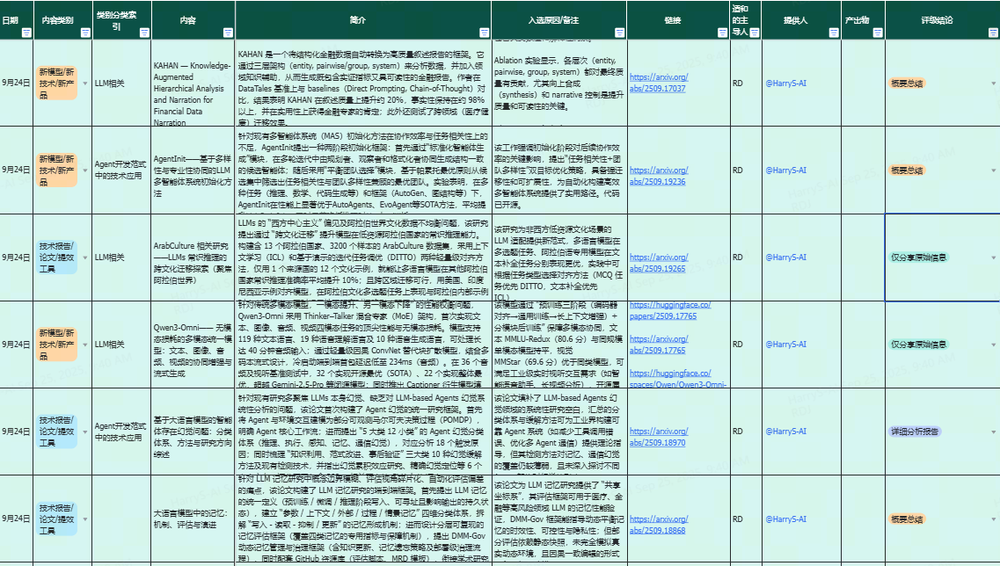 日期
内容类别
类别分类索
引
内容
简介
入选原因/备注
链接
适和
的主
导人
提供人
产出物
评级结论
9月24日
新模型/新
技术/新产
品
LLM相关
KAHAN — Knowledge-
Augmented
Hierarchical Analysis
and Narration for
Financial Data
Narration
KAHAN 是一个将结构化金融数据自动转换为高质量叙述报告的框架。它
通过三层架构（entity, pairwise/group, system）来分析数据，并加入领
域知识辅助，从而生成既包含实证指标又具可读性的金融报告。作者在
DataTales 基准上与 baselines（Direct Prompting, Chain-of-Thought）对
比，结果表明 KAHAN 在叙述质量上提升约 20%，事实性保持在约 98%
以上，并在实用性上获得金融专家的肯定；此外还测试了跨领域（医疗健
康）迁移效果。
Ablation 实验显示，各层次（entity,
pairwise, group, system）都对最终质
量有贡献，尤其向上合成
（synthesis）和 narrative 控制是提升
质量和可读性的关键。
https://arxiv.org/
abs/2509.17037
RD
@HarryS-AI
概要总结
9月24日
新模型/新
技术/新产
品
Agent开发范式
中的技术应用
AgentInit——基于多样
性与专业性协同的LLM
多智能体系统初始化方
法
针对现有多智能体系统（MAS）初始化方法在协作效率与任务相关性上的
不足，AgentInit提出一种两阶段初始化框架：首先通过"标准化智能体生
成"模块，在多轮迭代中由规划者、观察者和格式化者协同生成结构一致
的候选智能体；随后采用"平衡团队选择"模块，基于帕累托最优原则从候
选集中筛选出任务相关性与团队多样性兼顾的最优团队。实验表明，在多
种任务（推理、数学、代码生成等）和框架（AutoGen、图结构等）下，
AgentInit在性能上显著优于AutoAgents、EvoAgent等SOTA方法，平均提
该工作强调初始化阶段对后续协作效
率的关键影响，提出"任务相关性+团
队多样性"双目标优化策略，具备强迁
移性和可扩展性，为自动化构建高效
多智能体系统提供了实用路径。代码
已开源。
https://arxiv.org/
abs/2509.19236
RD
@HarryS-AI
概要总结
9月24日
技术报告/
论文/提效
工具
LLM相关
ArabCulture 相关研究
——LLMs 常识推理的
跨文化迁移探索（聚焦
阿拉伯世界）
LLMs 的 "西方中心主义" 偏见及阿拉伯世界文化数据不均衡问题，该研究
提出通过 "跨文化迁移" 提升模型在低资源阿拉伯国家的常识推理能力。
构建含 13 个阿拉伯国家、3200 个样本的 ArabCulture 数据集，采用上下
文学习（ICL）和基于演示的迭代任务调优（DITTO）两种轻量级对齐方
法，仅用 1 个来源国的 12 个文化示例，就能让多语言模型在其他阿拉伯
国家常识推理准确率平均提升 10%；且跨区域迁移可行，用美国、印度
尼西亚示例对齐模型，在阿拉伯文化多选题任务上表现与阿拉伯内部示例
该研究为非西方低资源文化场景的
LLM 适配提供新范式，多语言模型在
多选题任务、阿拉伯语专用模型在文
本补全任务分别表现更优，实践中可
根据任务类型选择对齐方法（MCQ 任
务优先 DITTO，文本补全优先
ICL）
https://arxiv.org/
abs/2509.19265
RD
@HarryS-AI
仅分享原始信息
9月24日
新模型/新
技术/新产
品
LLM相关
Qwen3-Omni—— 无模
态损耗的多模态统一模
型：文本、图像、音
频、视频的协同增强与
流式生成
针对传统多模态模型，"一模态提升、另一模态下降" 的性能权衡问题，
Qwen3-Omni 采用 Thinker–Talker 混合专家（MoE）架构，首次实现文
本、图像、音频、视频四模态任务的顶尖性能与无模态损耗。模型支持
119 种文本语言、19 种语音理解语言及 10 种语音生成语言，可处理长
达 40 分钟音频输入；通过轻量级因果 ConvNet 替代块扩散模型，结合多
码本流式设计，冷启动端到端首包延迟低至 234ms（音频）。在 36 个音
频及视听基准测试中，32 个实现开源最优（SOTA）、22 个实现整体最
优，超越 Gemini-2.5-Pro 等闭源模型；同时推出 Captioner 衍生模型填
该模型通过 "预训练三阶段（编码器
对齐→通用训练→长上下文增强）+
分模块后训练" 保障多模态协同，文
本 MMLU-Redux（80.6 分）与同规模
单模态模型持平，视觉
MMStar（69.6 分）优于同类模型，可
满足工业级实时视听交互需求（如智
能语音助手、长视频分析），开源属
https://huggingface.co/
papers/2509.17765
https://arxiv.org/
abs/2509.17765
https://huggingface.co/
spaces/Qwen/Qwen3-Omni-
RD
@HarryS-AI
仅分享原始信息
9月24日
技术报告/
论文/提效
工具
Agent开发范式
中的技术应用
基于大语言模型的智能
体存在幻觉问题：分类
体系、方法与研究方向
综述
针对现有研究多聚焦 LLMs 本身幻觉、缺乏对 LLM-based Agents 幻觉
系统性分析的问题，该论文首次构建了 Agent 幻觉的统一研究框架。首先
将 Agent 与环境交互建模为部分可观测马尔可夫决策过程（POMDP），
明确 Agent 核心工作流；进而提出 "5 大类 12 小类" 的 Agent 幻觉分类
体系（推理、执行、感知、记忆、通信幻觉），对应分析 18 个触发原
因；同时梳理 "知识利用、范式改进、事后验证" 三大类 10 种幻觉缓解
方法及现有检测技术，并指出幻觉累积效应研究、精确幻觉定位等 6 个
该论文填补了 LLM-based Agents 幻
觉领域的系统性研究空白，汇总的分
类体系与缓解方法可为工业界构建可
靠 Agent 系统（如减少工具调用错
误、优化多 Agent 通信）提供理论指
导，但其检测方法对记忆、通信幻觉
的覆盖仍较薄弱，且未深入探讨不同
https://arxiv.org/
abs/2509.18970
RD
@HarryS-AI
详细分析报告
9月24日
技术报告/
论文/提效
工具
大语言模型中的记忆：
机制、评估与演进
针对 LLM 记忆研究中概念边界模糊、评估视角碎片化、自动化评估偏差
的痛点，该论文构建了 LLM 记忆研究的端到端框架。首先提出 LLM 记忆
的统一定义（预训练 / 微调 / 推理阶段写入、可寻址且影响输出的持久状
态），建立 "参数 / 上下文 / 外部 / 过程 / 情景记忆" 四维分类体系，拆
解 "写入 - 读取 - 抑制 / 更新" 的记忆形成机制；进而设计分层可复现的
记忆评估框架（覆盖四类记忆的专用指标与保障机制），提出 DMM-Gov
动态记忆管理与治理框架（含知识更新、记忆遗忘策略及部署级治理流
程），同时配套 GitHub 资源库（评估脚本、MRD 模板），衔接学术研究
该论文为 LLM 记忆研究提供了 "共享
坐标系"，其评估框架可用于医疗、金
融等高风险领域 LLM 的记忆性能验
证，DMM-Gov 框架能指导动态平衡记
忆的时效性、可控性与隐私性；但部
分评估依赖静态快照，未完全模拟真
实动态环境，且因果一致编辑的形式
https://arxiv.org/
abs/2509.18868
RD
@HarryS-AI
概要总结